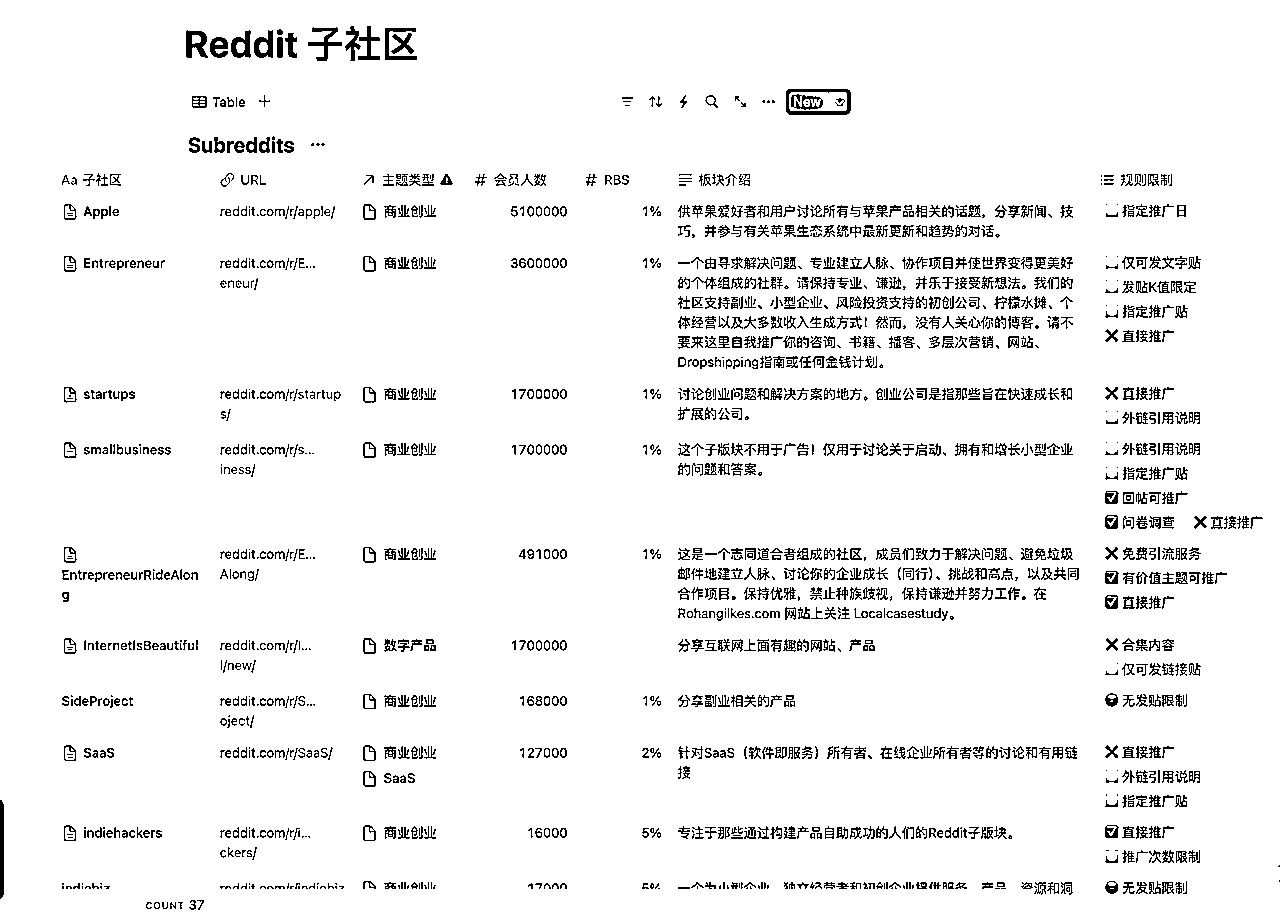 Reddit 子社区
Table
New
Subreddits ...
Aa 子社区 URL 主题类型 # 会员人数 # RBS 板块介绍 规则限制
Apple reddit.com/r/apple/ 商业创业 5100000 1% 供苹果爱好者和用户讨论所有与苹果产品相关的话题，分享新闻、技 指定推广日
巧，并参与有关苹果生态系统中最新更新和趋势的对话。
Entrepreneur reddit.com/r/E... 商业创业 3600000 1% 一个由寻求解决问题、专业建立人脉、协作项目并使世界变得更美好 仅可发文字贴
eneur/ 的个体组成的社群。请保持专业、谦逊，并乐于接受新想法。我们的 发贴K值限定
社区支持副业、小型企业、风险投资支持的初创公司、柠檬水摊、个 指定推广贴
体经营以及大多数收入生成方式！然而，没有人关心你的博客。请不 直接推广
要来这里自我推广你的咨询、书籍、播客、多层次营销、网站、
Dropshipping指南或任何金钱计划。
startups reddit.com/r/startup 商业创业 1700000 1% 讨论创业问题和解决方案的地方。创业公司是指那些旨在快速成长和 直接推广
s/ 扩展的公司。 外链引用说明
smallbusiness reddit.com/r/s... 商业创业 1700000 1% 这个子版块不用于广告！仅用于讨论关于启动、拥有和增长小型企业 外链引用说明
iness/ 的问题和答案。 指定推广贴
回帖可推广
问卷调查 直接推广
reddit.com/r/E... 商业创业 491000 1% 这是一个志同道合者组成的社区，成员们致力于解决问题、避免垃圾 免费引流服务
EntrepreneurRideAlon Along/ 邮件地建立人脉、讨论你的企业成长（同行）、挑战和高点，以及共同 有价值主题可推广
g 合作项目。保持优雅，禁止种族歧视，保持谦逊并努力工作。在 直接推广
Rohangilkes.com 网站上关注 Localcasestudy。
InternetIsBeautiful reddit.com/r/I... 数字产品 1700000 分享互联网上面有趣的网站、产品 合集内容
l/new/ 仅可发链接贴
SideProject reddit.com/r/S... 商业创业 168000 1% 分享副业相关的产品 无发贴限制
oject/
SaaS reddit.com/r/SaaS/ 商业创业 127000 2% 针对SaaS（软件即服务）所有者、在线企业所有者等的讨论和有用链 直接推广
SaaS 接 外链引用说明
指定推广贴
indiehackers reddit.com/r/i... 商业创业 16000 5% 专注于那些通过构建产品自助成功的人们的Reddit子版块。 直接推广
ckers/ 推广次数限制
indiebiz reddit.com/r/indiebiz 商业创业 17000 5% 一个为小型企业、独立经营者和初创企业提供服务、产品、资源和洞 无发贴限制
COUNT 37